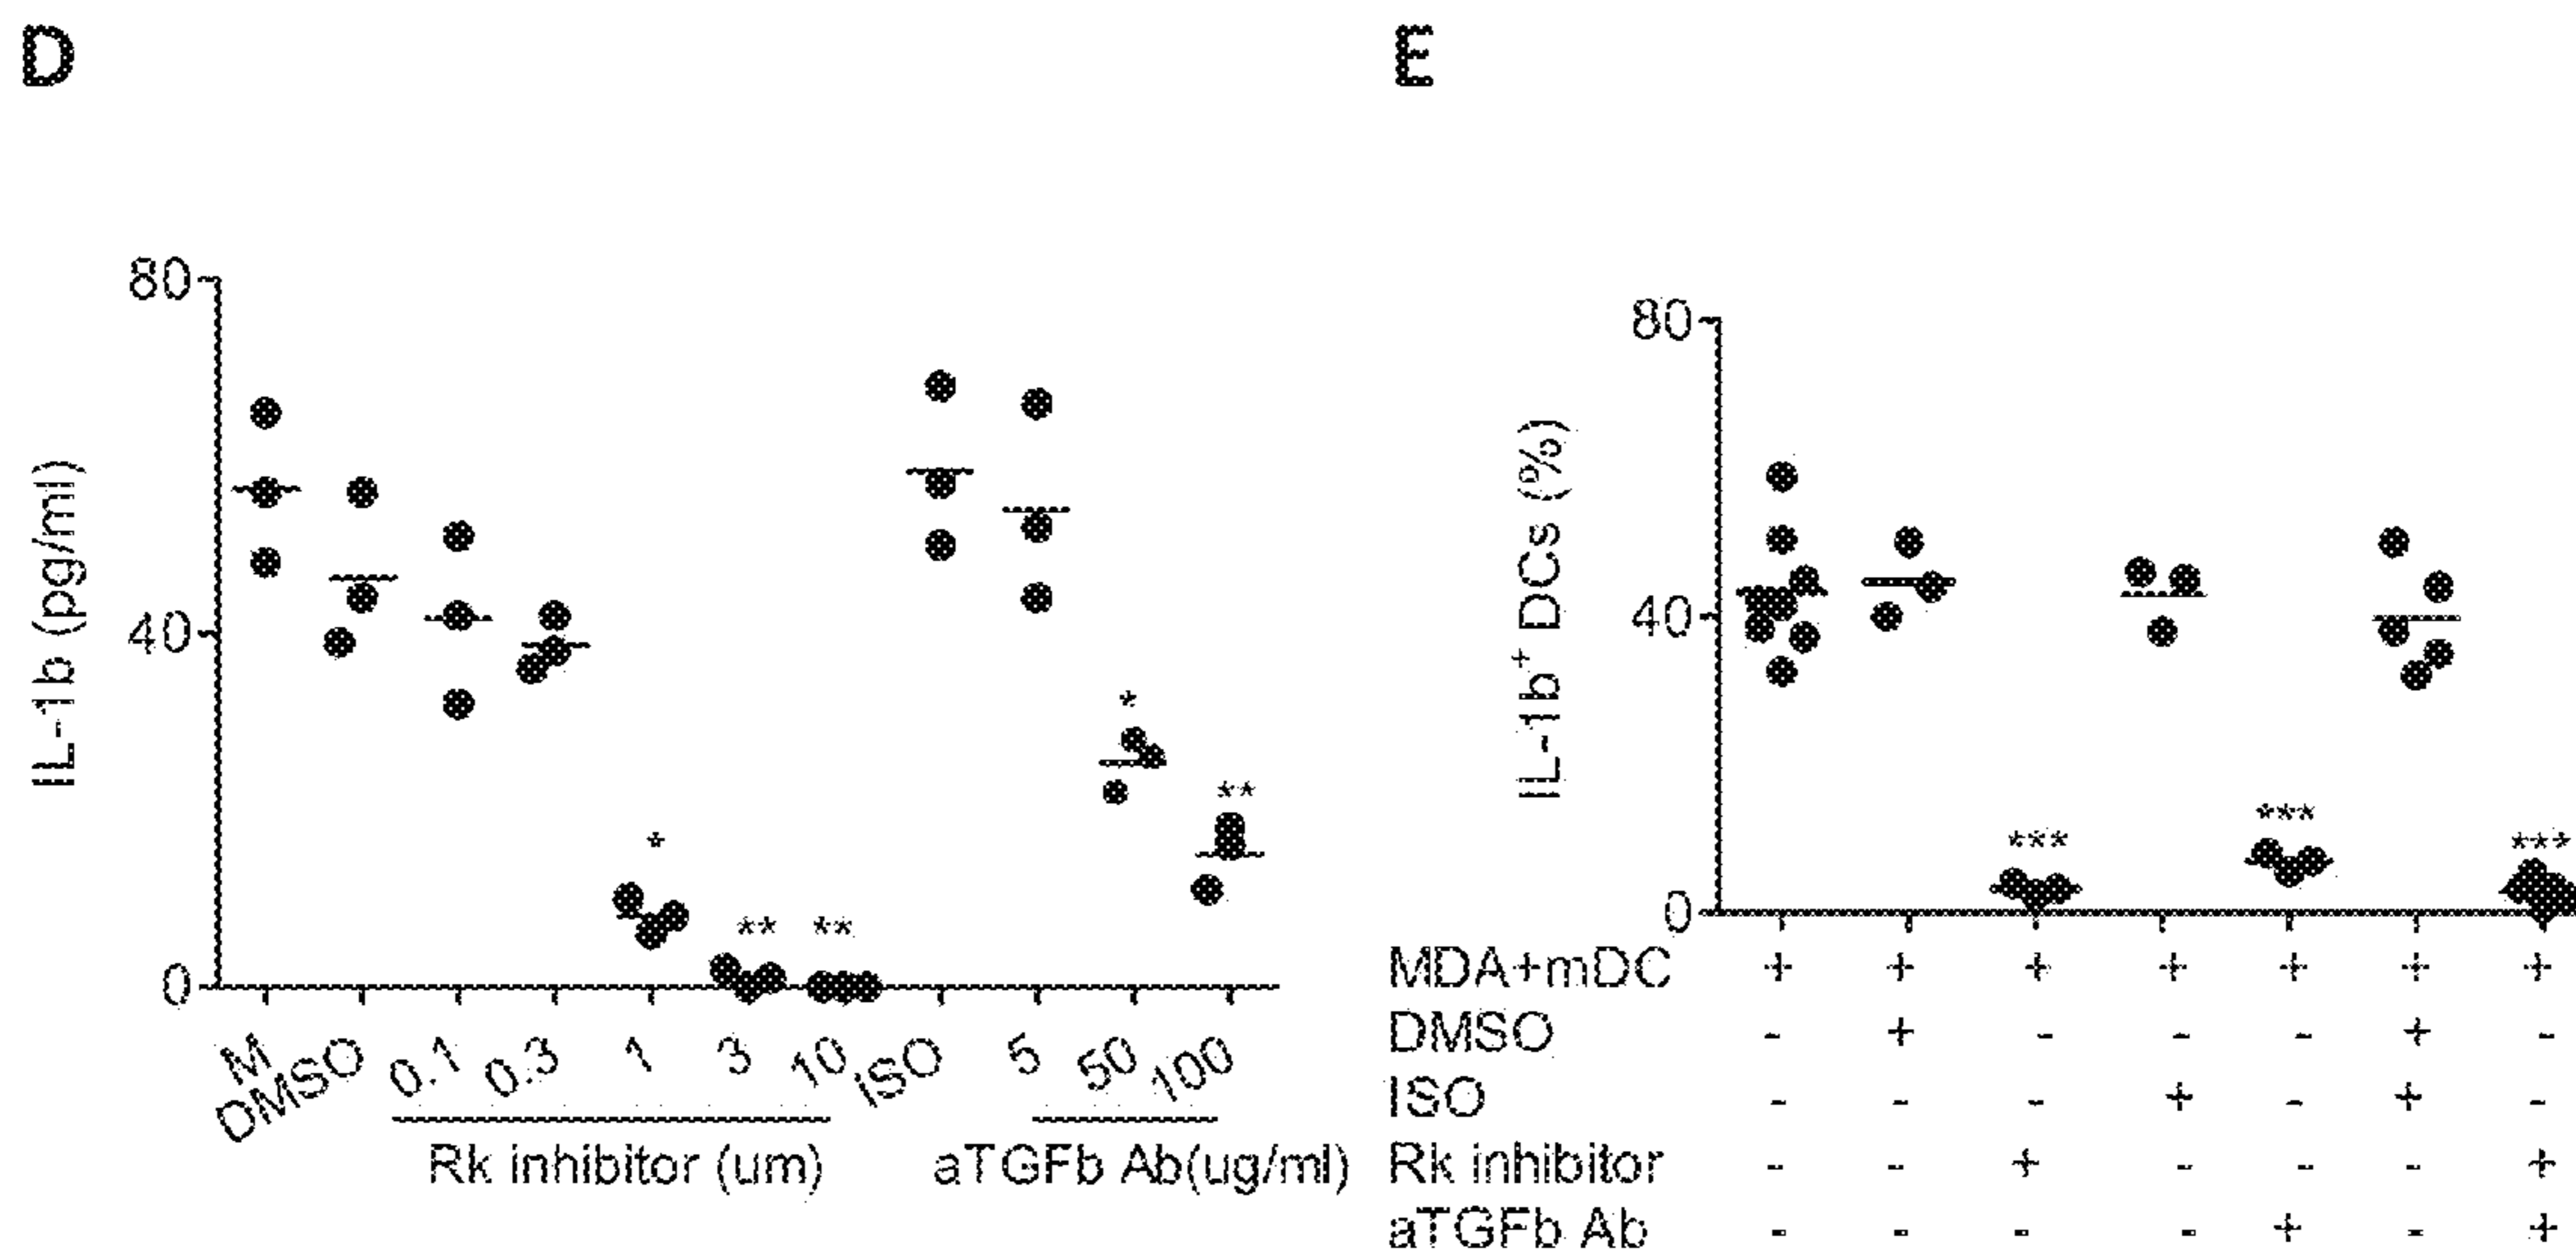 D
80
40
0
IL-1b (pg/ml)
*
**
**
*
**
M
DMSO
0.1
0.3
1
3
10
ISO
5
50
100
Rk inhibitor (um)
aTGFb Ab(ug/ml)
E
80
40
0
IL-1b+ DCs (%)
***
***
***
MDA+mDC + + + + + + +
DMSO - + - - - + -
ISO - - - + - + -
Rk inhibitor - - + - - - +
aTGFb Ab - - - - + - +